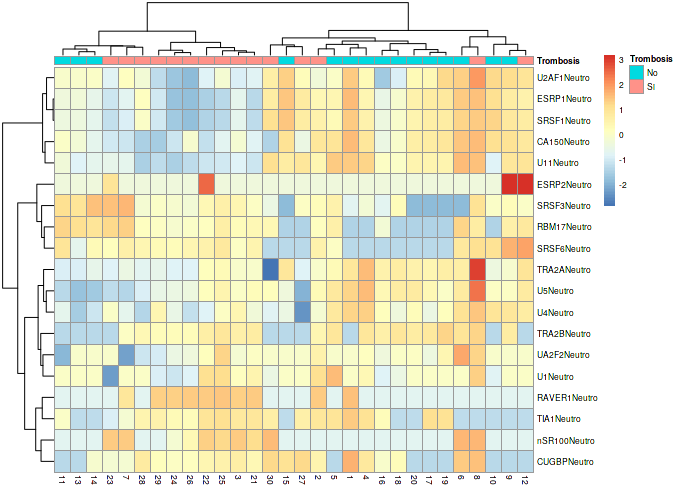 Trombosis
U2AF1Neutro
ESRP1Neutro
SRSF1Neutro
CA150Neutro
U11Neutro
ESRP2Neutro
SRSF3Neutro
RBM17Neutro
SRSF6Neutro
TRA2ANeutro
U5Neutro
U4Neutro
TRA2BNeutro
UA2F2Neutro
U1Neutro
RAVER1Neutro
TIA1Neutro
nSR100Neutro
CUGBPNeutro
11 13 14 23 7 28 29 24 26 22 25 3 21 30 15 27 2 5 1 4 16 18 20 17 19 6 8 10 9 12
3
2
1
0
-1
-2
Trombosis
No
SI